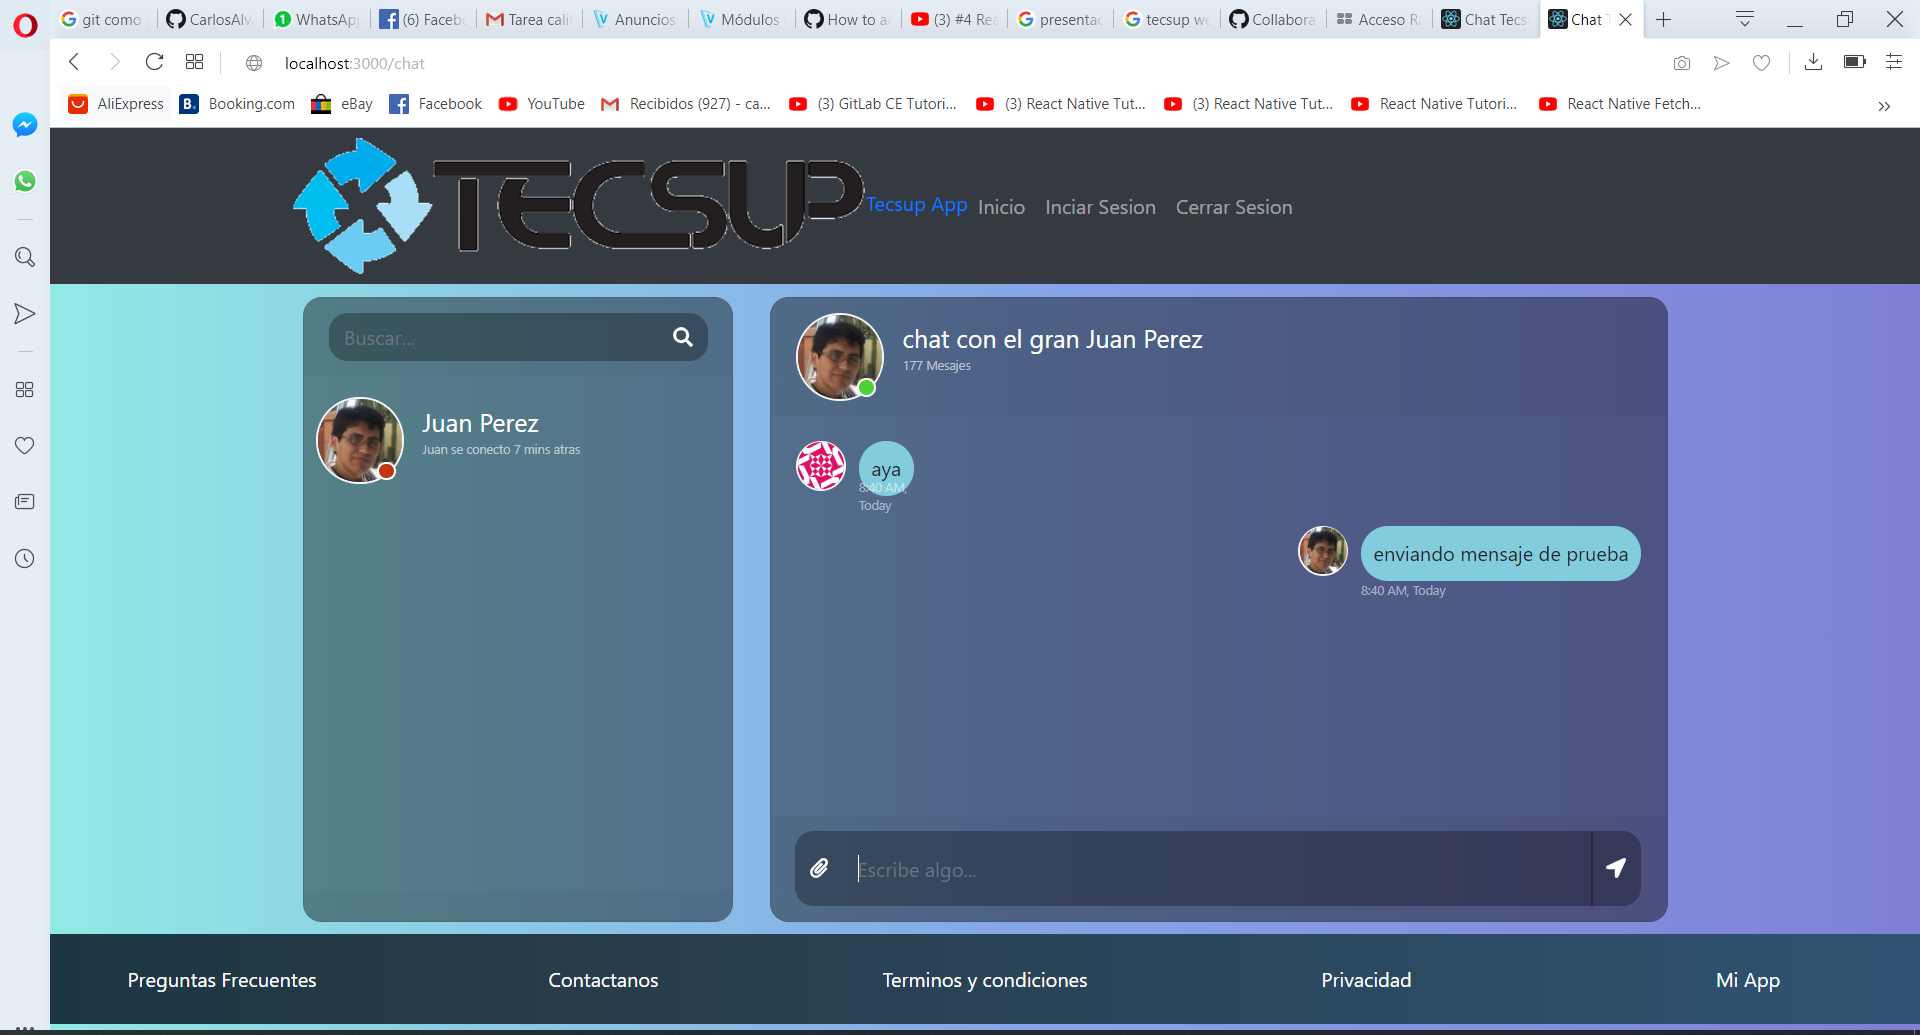 git como
CarlosAlv
WhatsApp
(6) Faceb
Tarea cali
Anuncios
Módulos
How to a
(3) #4 Rea
presentac
tecsup we
Collabora
Acceso R
Chat Tecs
Chat T
localhost:3000/chat
AliExpress
Booking.com
eBay
Facebook
YouTube
Recibidos (927) - ca...
(3) GitLab CE Tutori...
(3) React Native Tut...
(3) React Native Tut...
React Native Tutori...
React Native Fetch...
TECSUP
Tecsup App
Inicio
Inciar Sesion
Cerrar Sesion
Buscar...
Juan Perez
Juan se conecto 7 mins atras
chat con el gran Juan Perez
177 Mesajes
aya
8:40 AM,
Today
enviando mensaje de prueba
8:40 AM, Today
Escribe algo...
Preguntas Frecuentes
Contactanos
Terminos y condiciones
Privacidad
Mi App